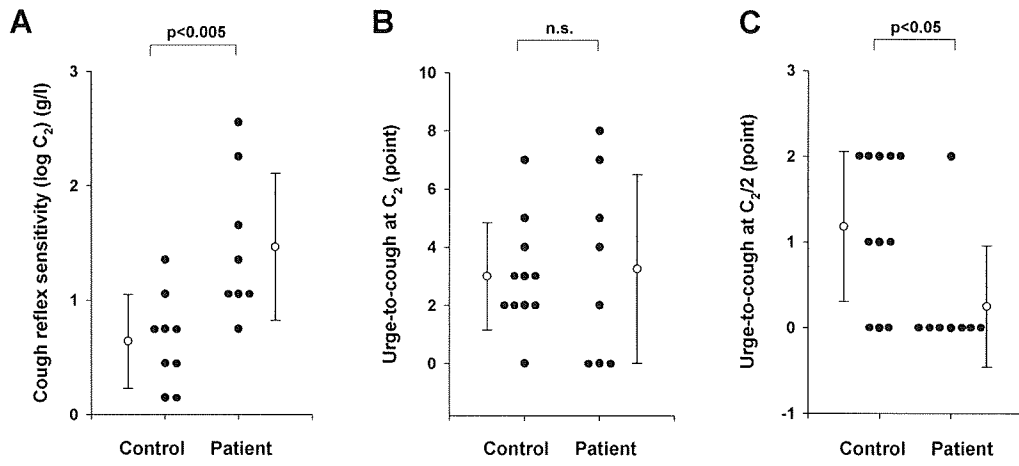 A
p<0.005
Cough reflex sensitivity (log C2) (g/l)
3
2
1
0
Control
Patient
B
n.s.
Urge-to-cough at C2 (point)
10
8
6
4
2
0
Control
Patient
C
p<0.05
Urge-to-cough at C2/2 (point)
3
2
1
0
-1
Control
Patient